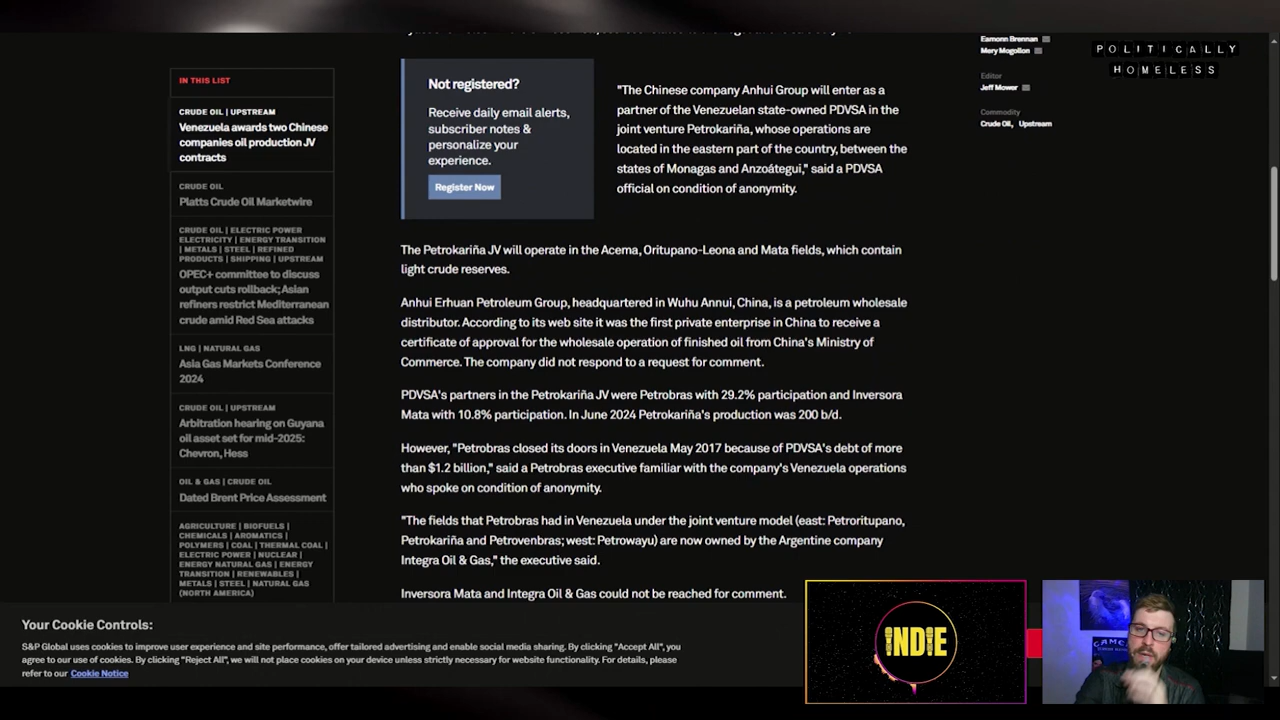 POLITICALLY
HOMELESS
Eamonn Brennan
Mery Mogollon
Editor
Jeff Mower
Commodity
Crude Oil, Upstream
IN THIS LIST
CRUDE OIL | UPSTREAM
Venezuela awards two Chinese
companies oil production JV
contracts
CRUDE OIL
Platts Crude Oil Marketwire
CRUDE OIL | ELECTRIC POWER
ELECTRICITY | ENERGY TRANSITION
| METALS | STEEL | REFINED
PRODUCTS | SHIPPING | UPSTREAM
OPEC+ committee to discuss
output cuts rollback; Asian
refiners restrict Mediterranean
crude amid Red Sea attacks
LNG | NATURAL GAS
Asia Gas Markets Conference
2024
CRUDE OIL | UPSTREAM
Arbitration hearing on Guyana
oil asset set for mid-2025:
Chevron, Hess
OIL & GAS | CRUDE OIL
Dated Brent Price Assessment
AGRICULTURE | BIOFUELS |
CHEMICALS | AROMATICS |
POLYMERS | COAL | THERMAL COAL |
ELECTRIC POWER | NUCLEAR |
ENERGY NATURAL GAS | ENERGY
TRANSITION | RENEWABLES |
METALS | STEEL | NATURAL GAS
(NORTH AMERICA)
Not registered?
Receive daily email alerts,
subscriber notes &
personalize your
experience.
Register Now
"The Chinese company Anhui Group will enter as a
partner of the Venezuelan state-owned PDVSA in the
joint venture Petrokariña, whose operations are
located in the eastern part of the country, between the
states of Monagas and Anzoátegui," said a PDVSA
official on condition of anonymity.
The Petrokariña JV will operate in the Acema, Oritupano-Leona and Mata fields, which contain
light crude reserves.
Anhui Erhuan Petroleum Group, headquartered in Wuhu Annui, China, is a petroleum wholesale
distributor. According to its web site it was the first private enterprise in China to receive a
certificate of approval for the wholesale operation of finished oil from China's Ministry of
Commerce. The company did not respond to a request for comment.
PDVSA's partners in the Petrokariña JV were Petrobras with 29.2% participation and Inversora
Mata with 10.8% participation. In June 2024 Petrokariña's production was 200 b/d.
However, "Petrobras closed its doors in Venezuela May 2017 because of PDVSA's debt of more
than $1.2 billion," said a Petrobras executive familiar with the company's Venezuela operations
who spoke on condition of anonymity.
"The fields that Petrobras had in Venezuela under the joint venture model (east: Petroritupano,
Petrokariña and Petrovenbras; west: Petrowayu) are now owned by the Argentine company
Integra Oil & Gas," the executive said.
Inversora Mata and Integra Oil & Gas could not be reached for comment.
Your Cookie Controls:
S&P Global uses cookies to improve user experience and site performance, offer tailored advertising and enable social media sharing. By clicking "Accept All", you
agree to our use of cookies. By clicking "Reject All", we will not place cookies on your device unless strictly necessary for website functionality. For details, please
refer to our Cookie Notice
INDIE